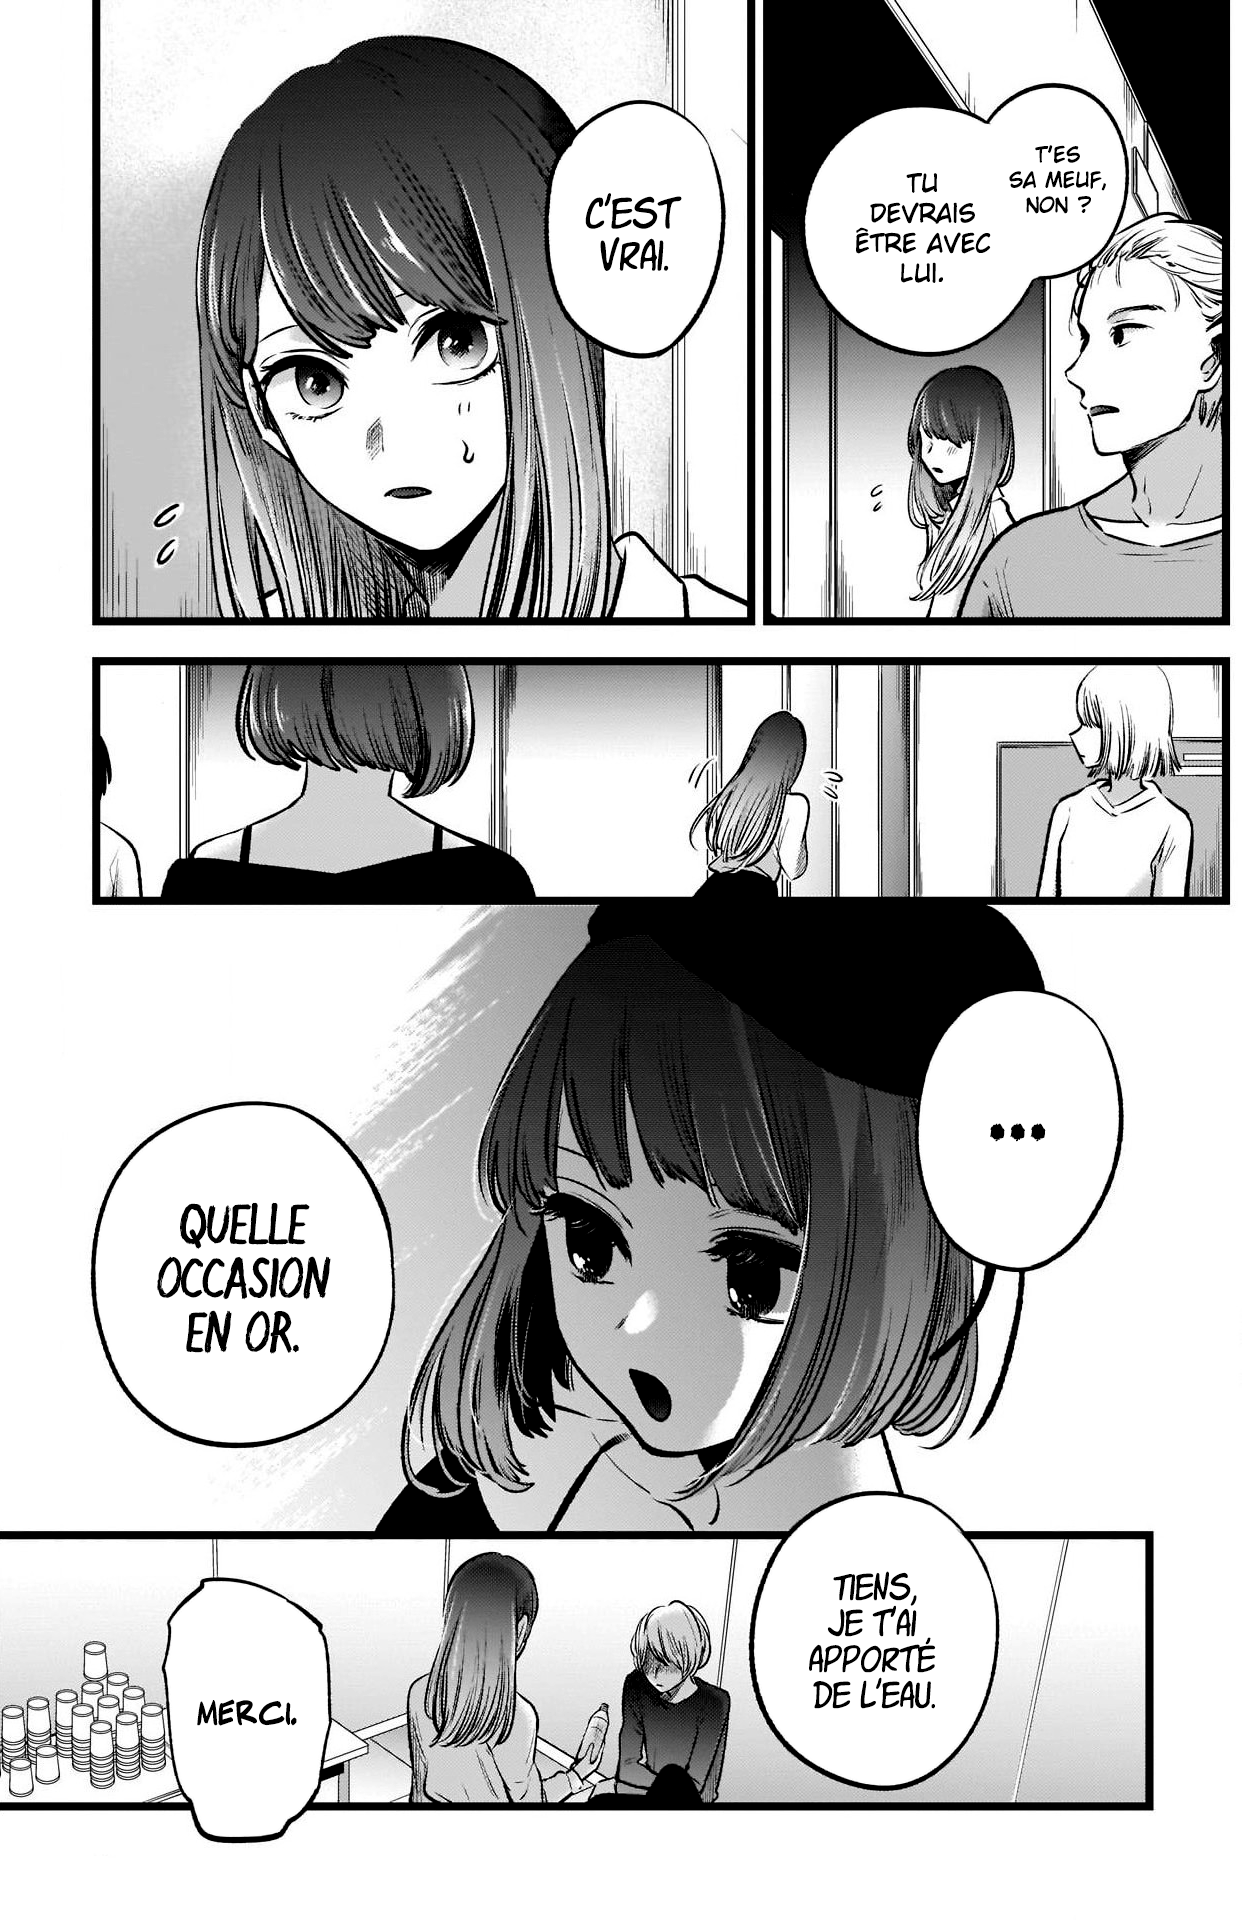 T'ES
SA MEUF,
NON ?
TU
DEVRAIS
ÊTRE AVEC
LUI.
C'EST
VRAI.
...
QUELLE
OCCASION
EN OR.
TIENS,
JE T'AI
APPORTÉ
DE L'EAU.
MERCI.